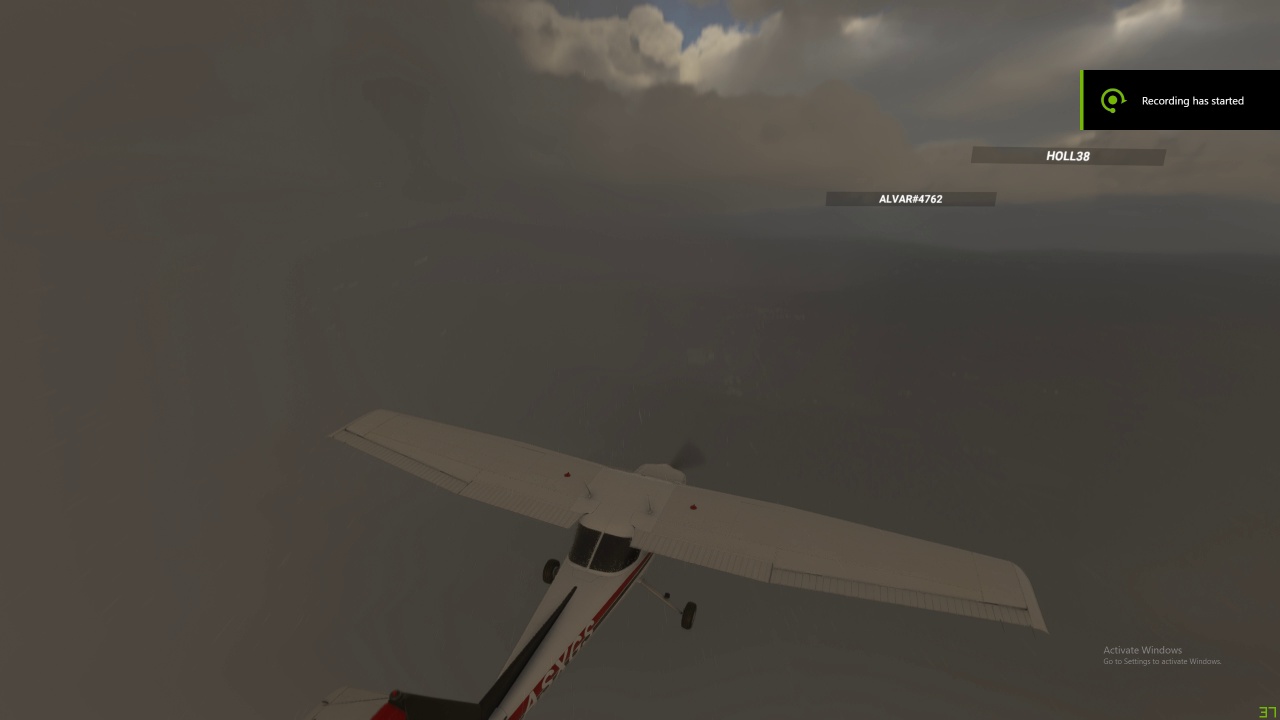 Recording has started
HOLL38
ALVAR#4762
Activate Windows
Go to Settings to activate Windows.
37